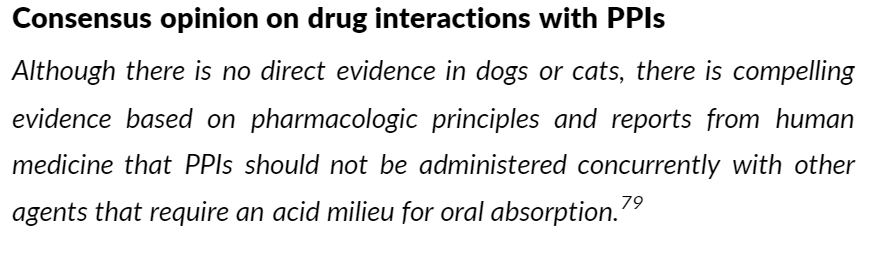 Consensus opinion on drug interactions with PPIs
Although there is no direct evidence in dogs or cats, there is compelling
evidence based on pharmacologic principles and reports from human
medicine that PPIs should not be administered concurrently with other
agents that require an acid milieu for oral absorption.79